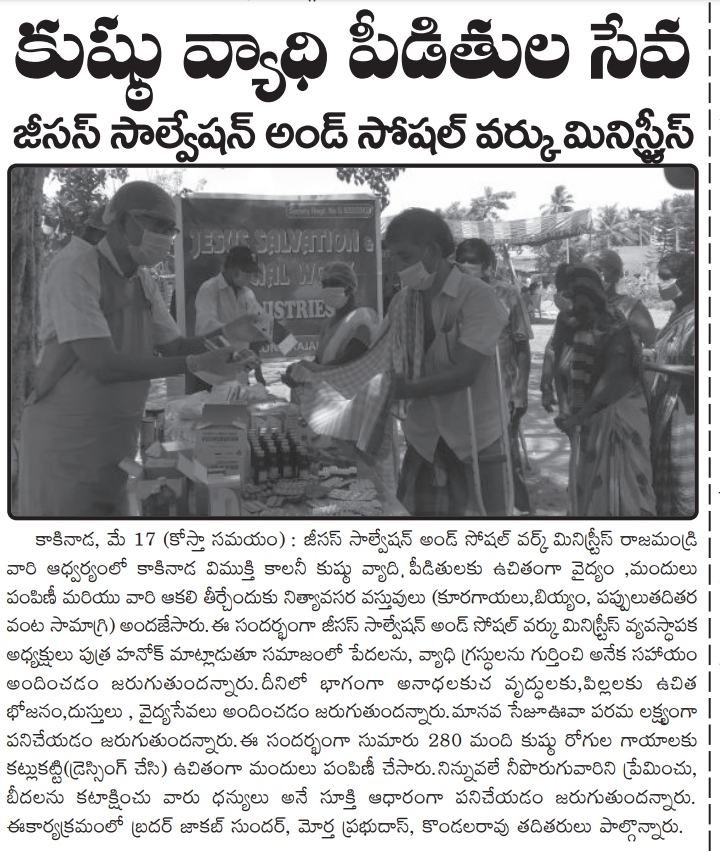 కుష్ఠు వ్యాధి పీడితుల సేవ
జీసస్ సాల్వేషన్ అండ్ సోషల్ వర్కు మినిస్ట్రీస్
JESUS SALVATION &
IAL WO
ISTRIES
కాకినాడ, మే 17 (కోస్తా సమయం) : జీసస్ సాల్వేషన్ అండ్ సోషల్ వర్క్ మినిస్ట్రీస్ రాజమండ్రి
వారి ఆధ్వర్యంలో కాకినాడ విముక్తి కాలనీ కుష్ఠు వ్యాది. పీడితులకు ఉచితంగా వైద్యం ,మందులు
పంపిణీ మరియు వారి ఆకలి తీర్చేందుకు నిత్యావసర వస్తువులు (కూరగాయలు,బియ్యం, పప్పులుతదితర
వంట సామాగ్రి) అందజేసారు.ఈ సందర్భంగా జీసస్ సాల్వేషన్ అండ్ సోషల్ వర్కు మినిస్ట్రీస్ వ్యవస్థాపక
అధ్యక్షులు పుత్ర హనోక్ మాట్లాడుతూ సమాజంలో పేదలను, వ్యాధి గ్రస్థులను గుర్తించి అనేక సహాయం
అందించడం జరుగుతుందన్నారు.దీనిలో భాగంగా అనాధలకుచ వృద్ధులకు,పిల్లలకు ఉచిత
భోజనం,దుస్తులు , వైద్యసేవలు అందించడం జరుగుతుందన్నారు.మానవ సేజూఊవా పరమ లక్ష్యంగా
పనిచేయడం జరుగుతుందన్నారు.ఈ సందర్భంగా సుమారు 280 మంది కుష్ఠు రోగుల గాయాలకు
కట్లుకట్టి(డ్రెస్సింగ్ చేసి) ఉచితంగా మందులు పంపిణీ చేసారు.నిన్నువలే నీపొరుగువారిని ప్రేమించు,
బీదలను కటాక్షించు వారు ధన్యులు అనే సూక్తి ఆధారంగా పనిచేయడం జరుగుతుందన్నారు.
ఈకార్యక్రమంలో బ్రదర్ జాకబ్ సుందర్, మోర్త ప్రభుదాస్, కొండలరావు తదితరులు పాల్గొన్నారు.